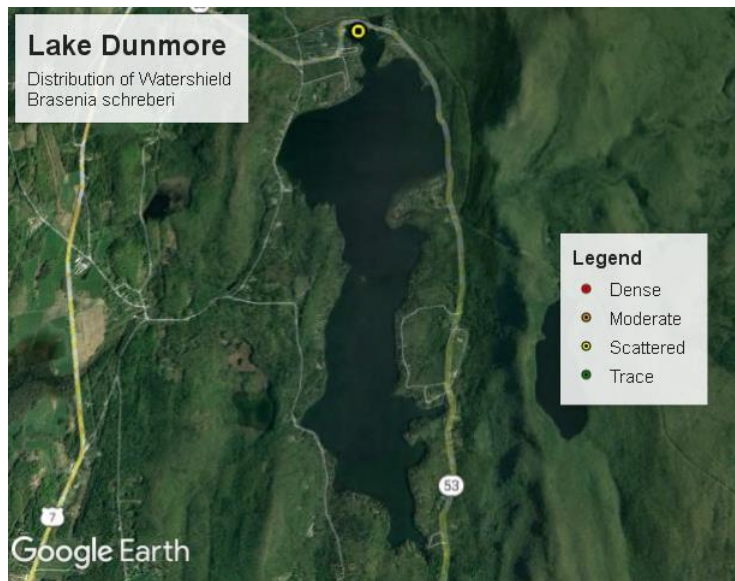 Lake Dunmore
Distribution of Watershield
Brasenia schreberi
Legend
Dense
Moderate
Scattered
Trace
53
7
Google Earth